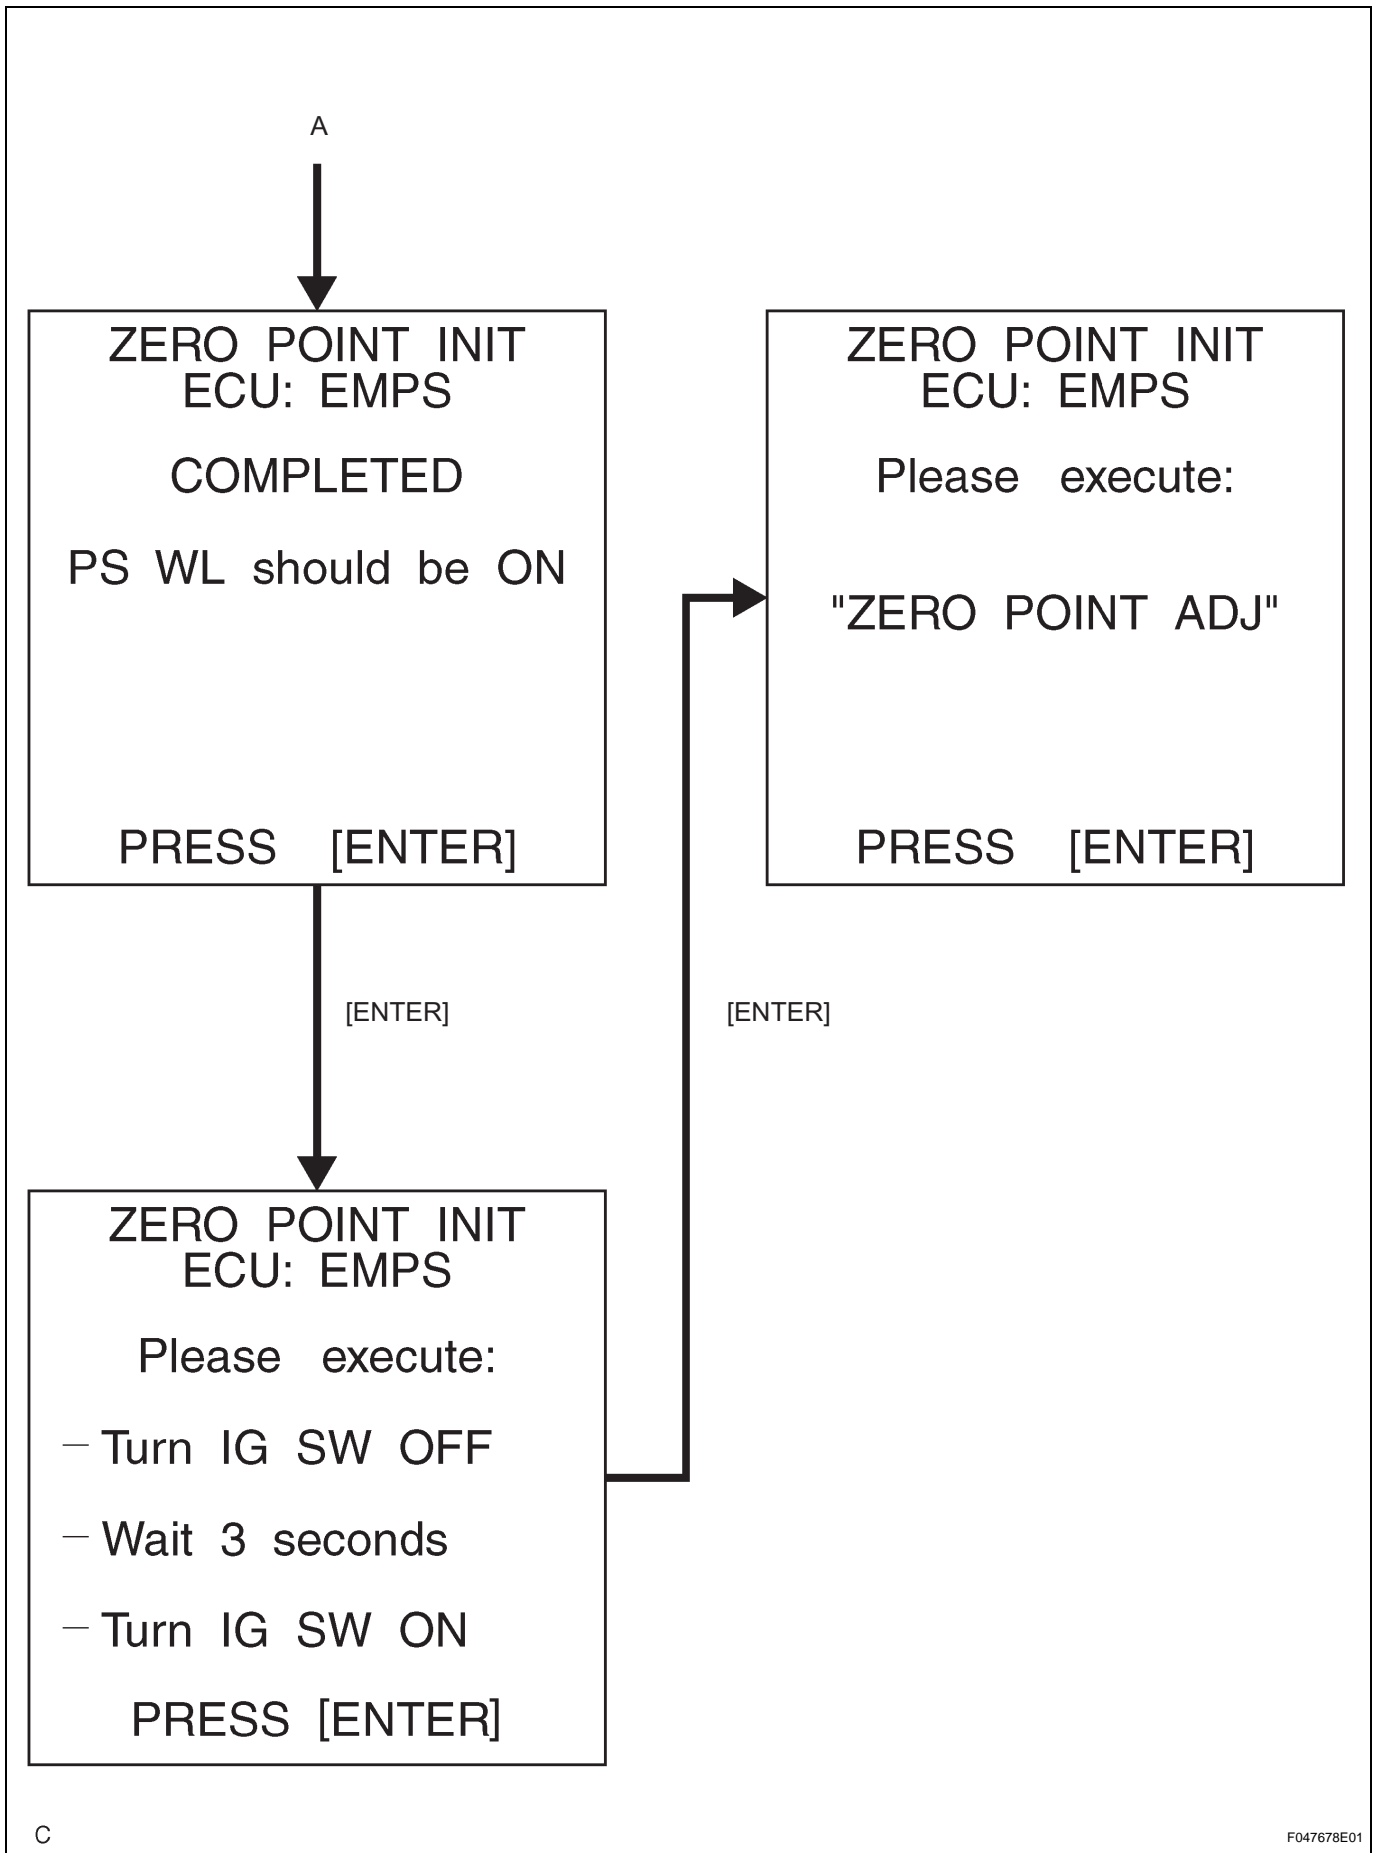 A
ZERO POINT INIT
ECU: EMPS
COMPLETED
PS WL should be ON
PRESS [ENTER]
[ENTER]
ZERO POINT INIT
ECU: EMPS
Please execute:
– Turn IG SW OFF
– Wait 3 seconds
– Turn IG SW ON
PRESS [ENTER]
[ENTER]
ZERO POINT INIT
ECU: EMPS
Please execute:
"ZERO POINT ADJ"
PRESS [ENTER]
C
F047678E01